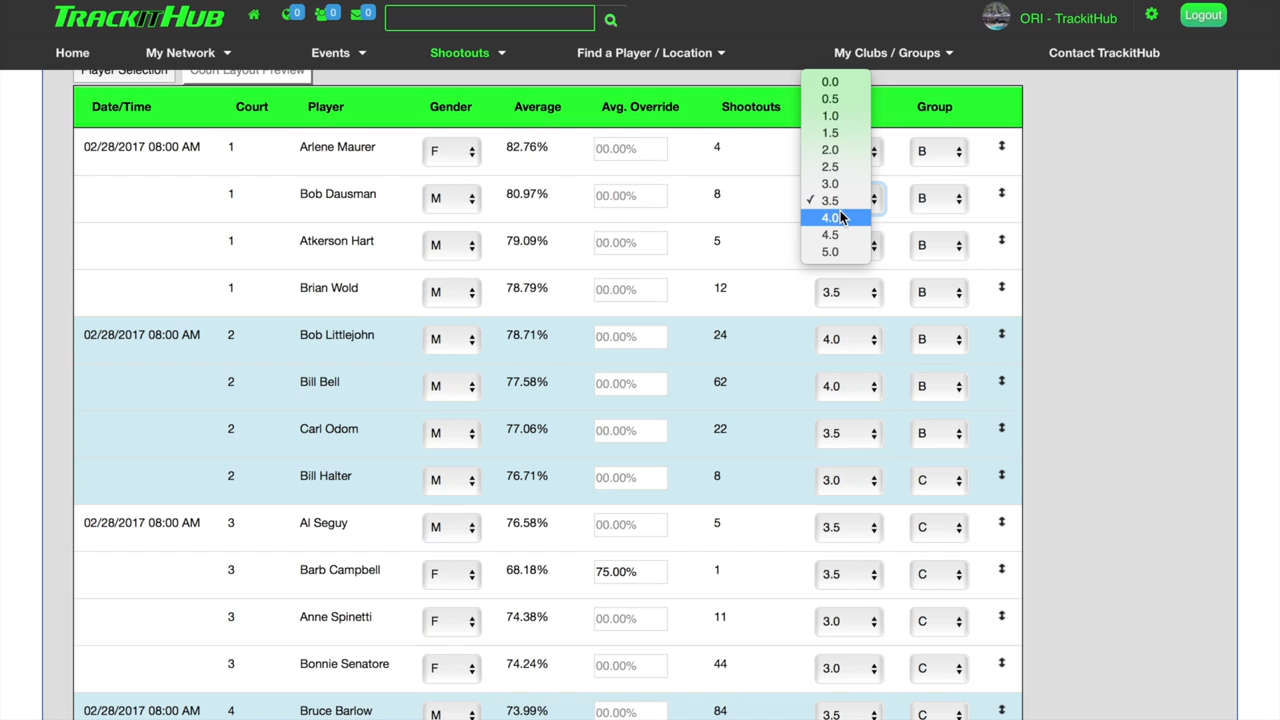 TRACKITHUB
0
0
0
ORI - TrackitHub
Logout
Home
My Network
Events
Shootouts
Find a Player / Location
My Clubs / Groups
Contact TrackitHub
Player Selection
Court Layout Preview
Date/Time Court Player Gender Average Avg. Override Shootouts Group
0.0
0.5
1.0
1.5
2.0
2.5
3.0
✓ 3.5
4.0
4.5
5.0
02/28/2017 08:00 AM 1 Arlene Maurer F 82.76% 00.00% 4 B
1 Bob Dausman M 80.97% 00.00% 8 B
1 Atkerson Hart M 79.09% 00.00% 5 B
1 Brian Wold M 78.79% 00.00% 12 3.5 B
02/28/2017 08:00 AM 2 Bob Littlejohn M 78.71% 00.00% 24 4.0 B
2 Bill Bell M 77.58% 00.00% 62 4.0 B
2 Carl Odom M 77.06% 00.00% 22 3.5 B
2 Bill Halter M 76.71% 00.00% 8 3.0 C
02/28/2017 08:00 AM 3 Al Seguy M 76.58% 00.00% 5 3.5 C
3 Barb Campbell F 68.18% 75.00% 1 3.5 C
3 Anne Spinetti F 74.38% 00.00% 11 3.0 C
3 Bonnie Senatore F 74.24% 00.00% 44 3.0 C
02/28/2017 08:00 AM 4 Bruce Barlow M 73.99% 00.00% 84 3.5 C